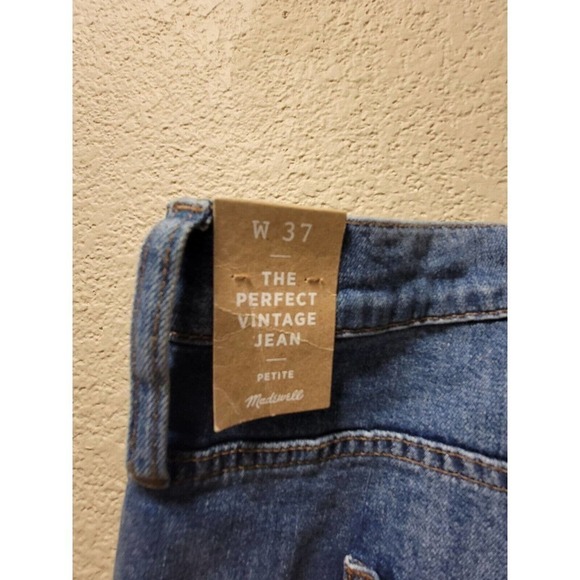 W 37
THE
PERFECT
VINTAGE
JEAN
PETITE
Madewell